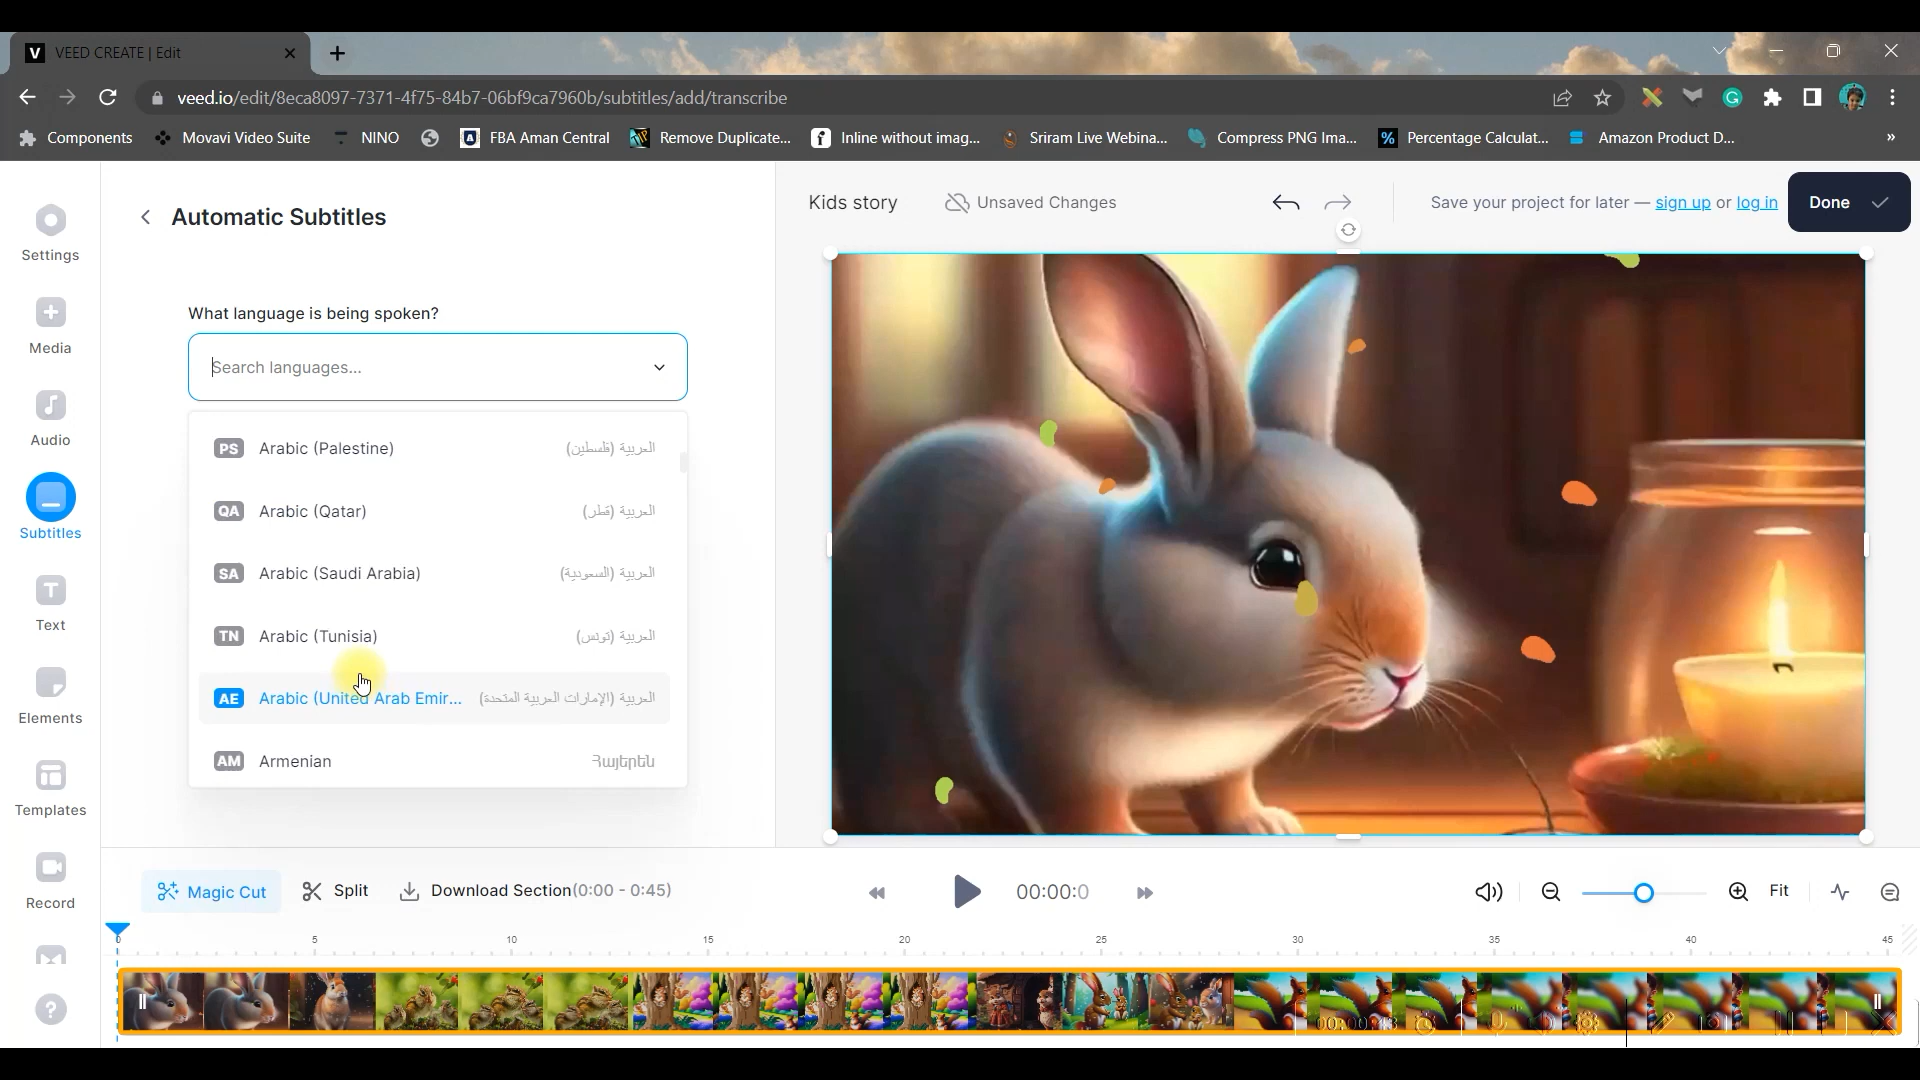 VEED CREATE | Edit
veed.io/edit/8eca8097-7371-4f75-84b7-06bf9ca7960b/subtitles/add/transcribe
Components Movavi Video Suite NINO FBA Aman Central Remove Duplicate... Inline without imag... Sriram Live Webina... Compress PNG Ima... Percentage Calculat... Amazon Product D... »
Settings
Media
Audio
Subtitles
Text
Elements
Templates
Record
Automatic Subtitles
What language is being spoken?
Search languages...
PS Arabic (Palestine) العربية (فلسطين)
QA Arabic (Qatar) العربية (قطر)
SA Arabic (Saudi Arabia) العربية (السعودية)
TN Arabic (Tunisia) العربية (تونس)
AE Arabic (United Arab Emir... العربية (الإمارات العربية المتحدة)
AM Armenian Հայերեն
Kids story Unsaved Changes Save your project for later — sign up or log in Done
Magic Cut Split Download Section(0:00 - 0:45) 00:00:0 Fit
0 5 10 15 20 25 30 35 40 45